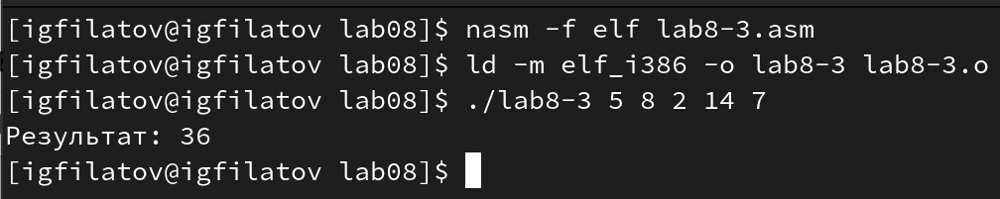 [igfilatov@igfilatov lab08]$ nasm -f elf lab8-3.asm
[igfilatov@igfilatov lab08]$ ld -m elf_i386 -o lab8-3 lab8-3.o
[igfilatov@igfilatov lab08]$ ./lab8-3 5 8 2 14 7
Результат: 36
[igfilatov@igfilatov lab08]$